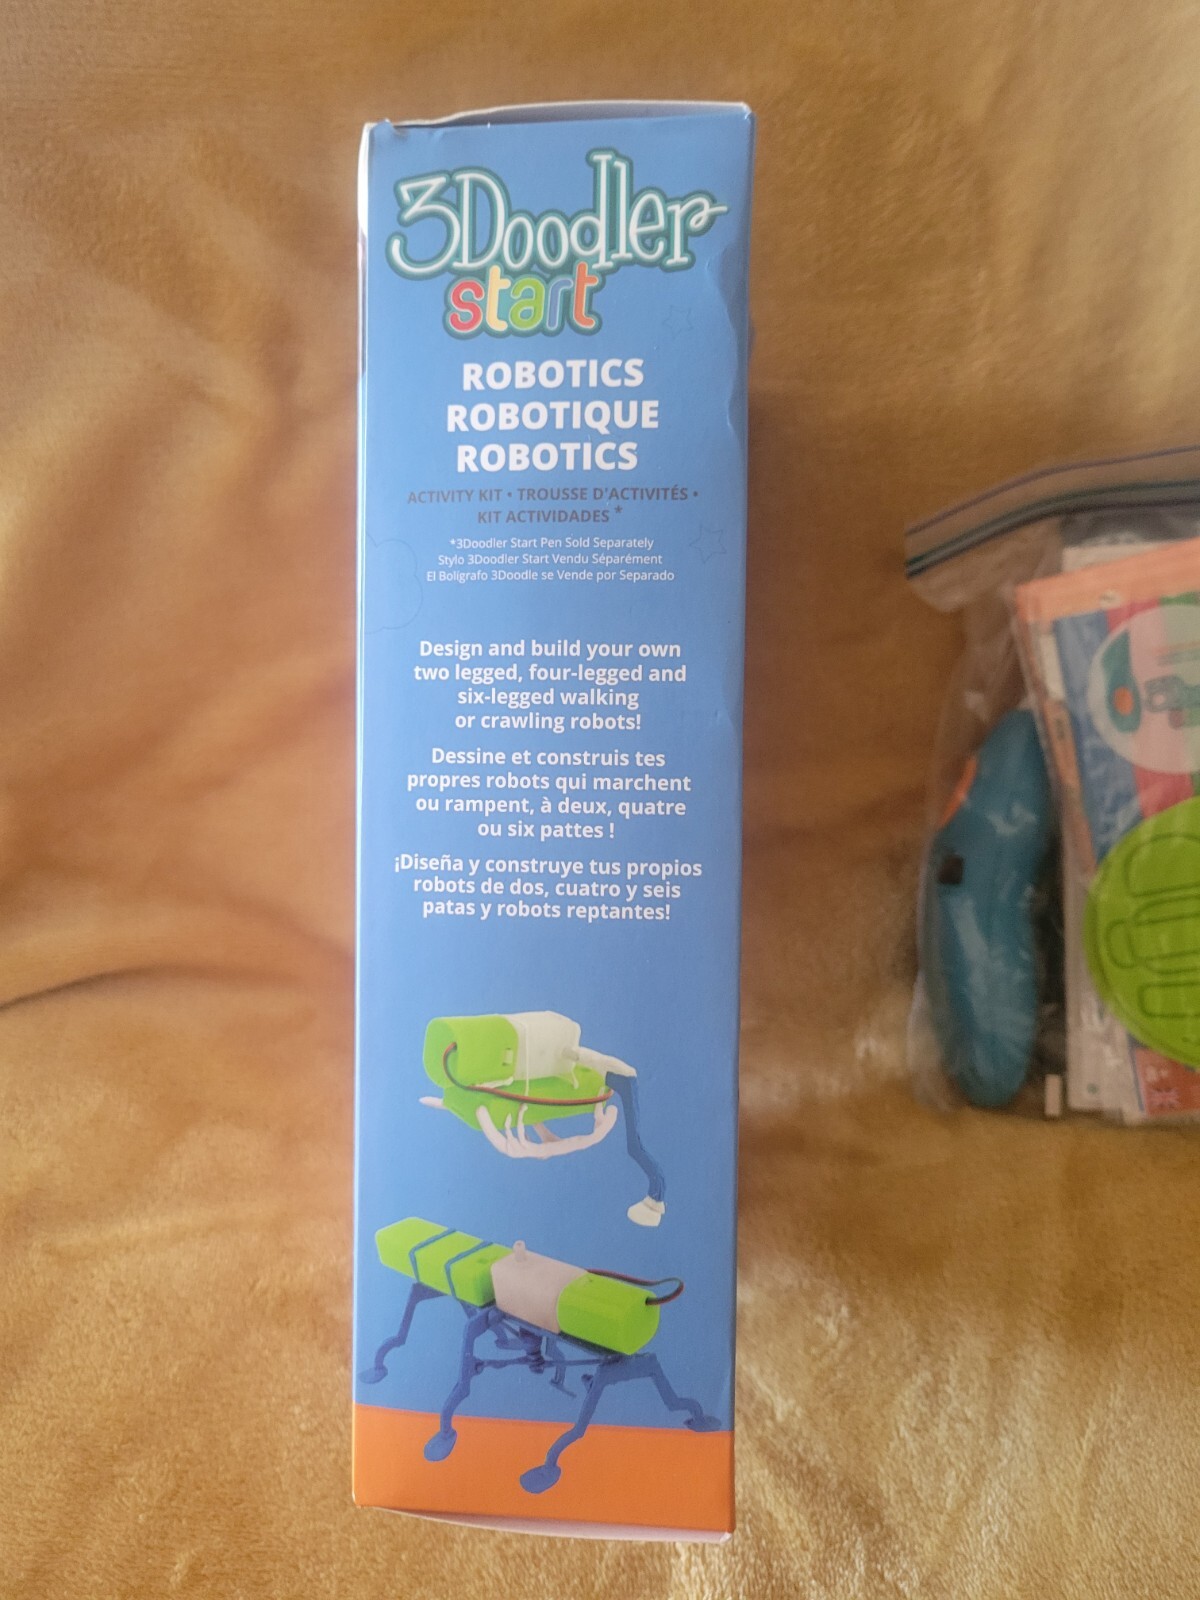 3Doodler
start
ROBOTICS
ROBOTIQUE
ROBOTICS
ACTIVITY KIT • TROUSSE D'ACTIVITÉS •
KIT ACTIVIDADES *
*3Doodler Start Pen Sold Separately
Stylo 3Doodler Start Vendu Séparément
El Bolígrafo 3Doodle se Vende por Separado
Design and build your own
two legged, four-legged and
six-legged walking
or crawling robots!
Dessine et construis tes
propres robots qui marchent
ou rampent, à deux, quatre
ou six pattes !
¡Diseña y construye tus propios
robots de dos, cuatro y seis
patas y robots reptantes!